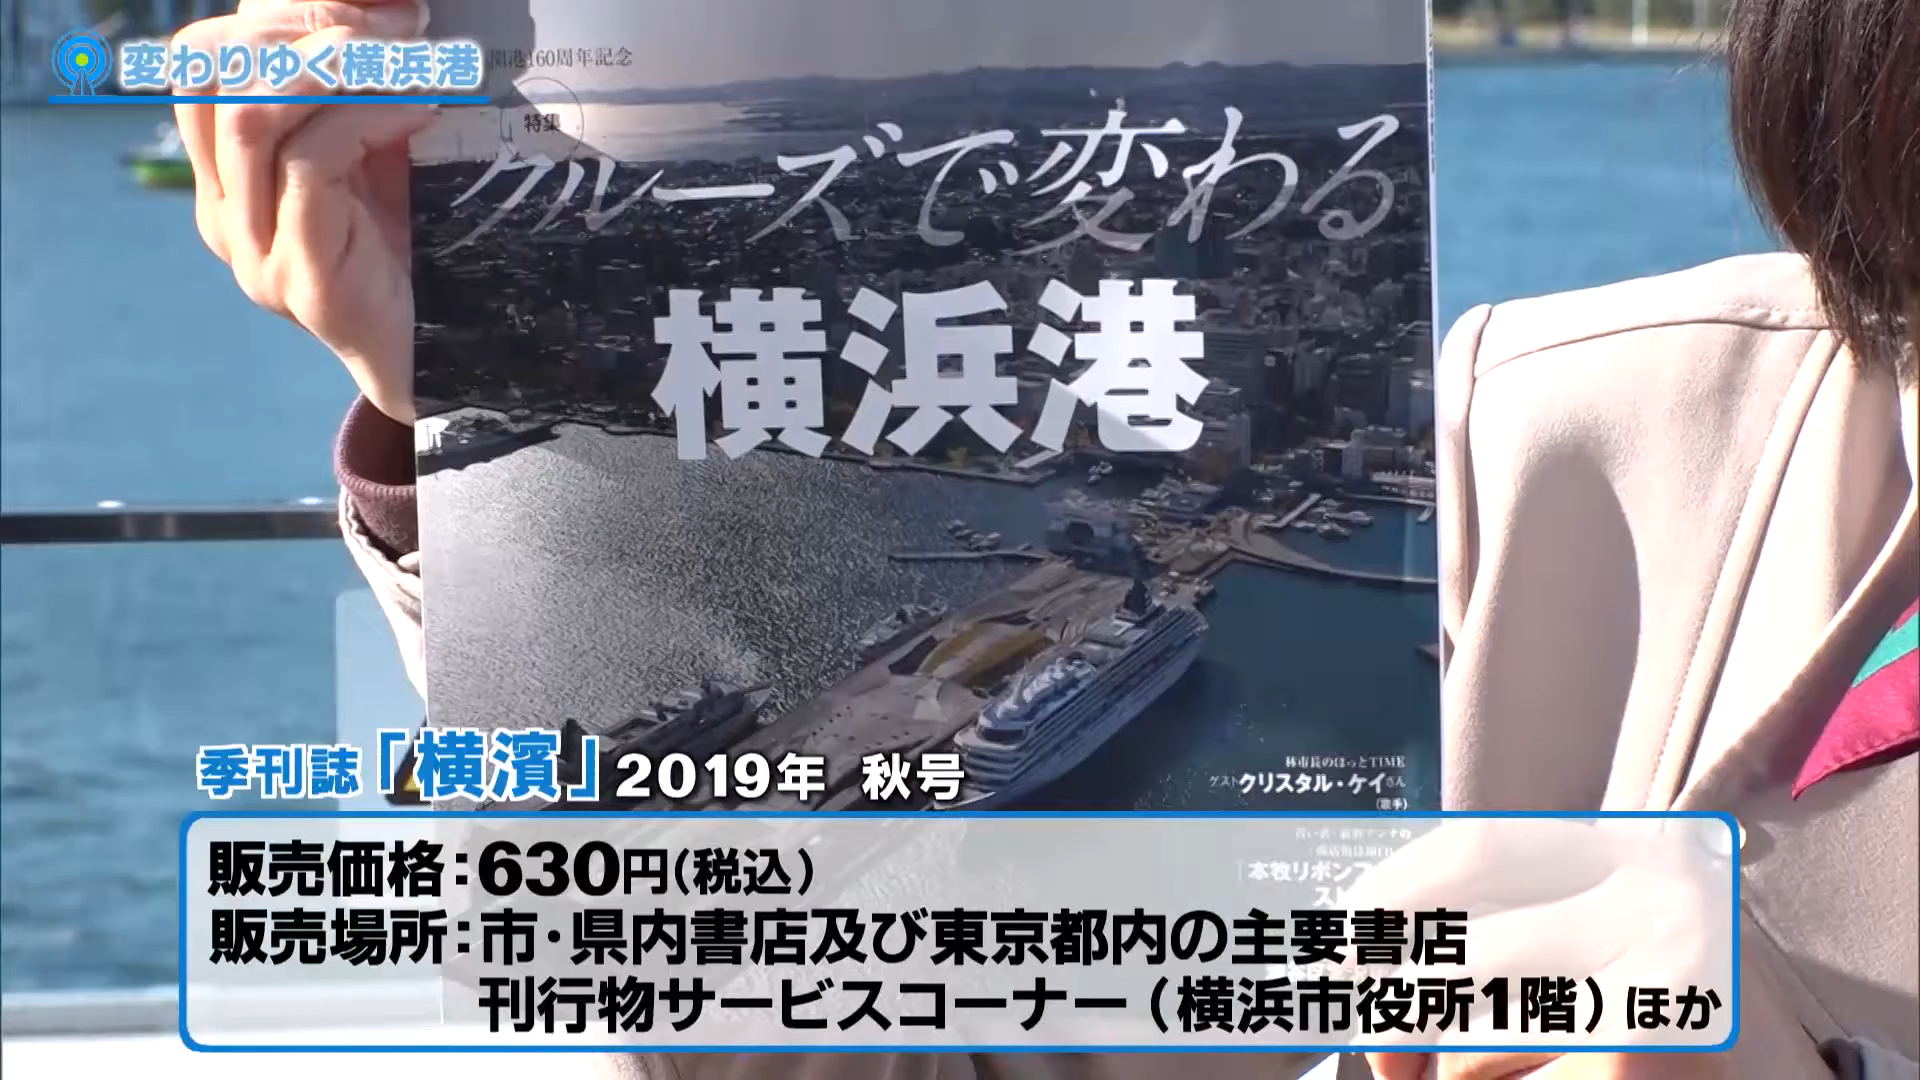 変わりゆく横浜港
開港160周年記念
特集
クルーズで変わる
横浜港
林市長のほっとTIME
ゲスト クリスタル・ケイさん
(歌手)
季刊誌「横濱」2019年 秋号
販売価格:630円(税込)
販売場所:市・県内書店及び東京都内の主要書店
刊行物サービスコーナー(横浜市役所1階)ほか